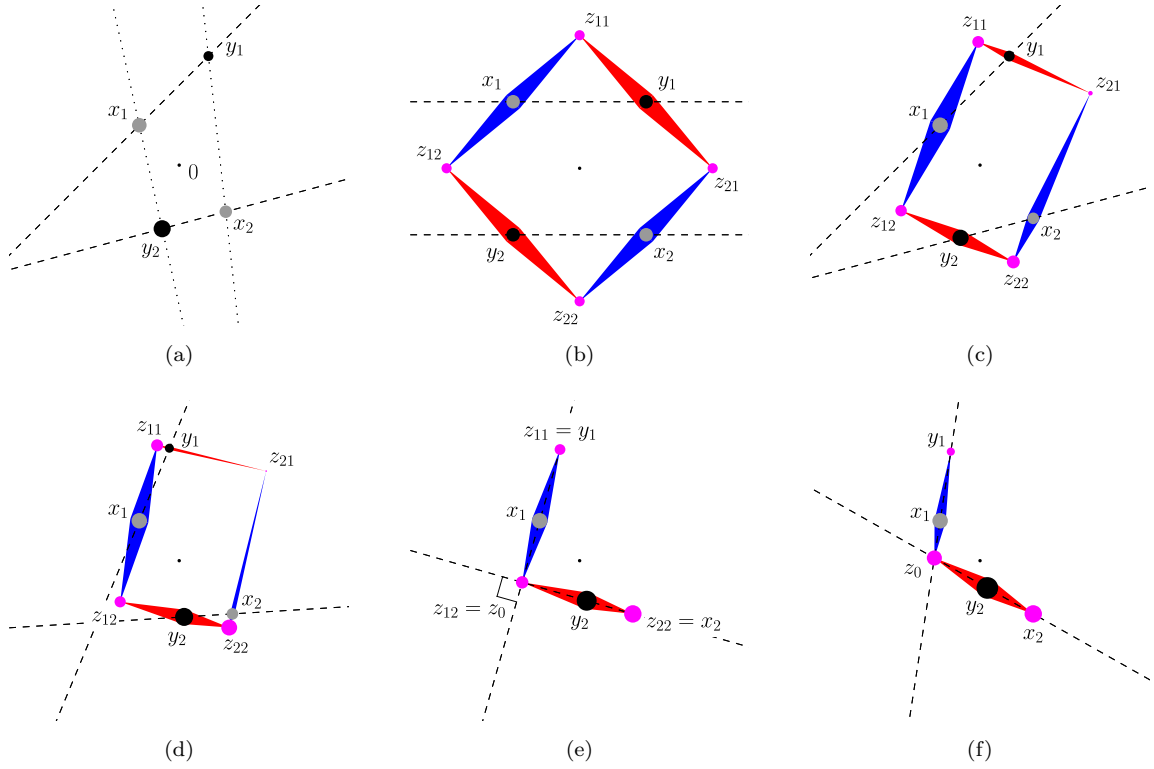 y₁
x₁
0
x₂
y₂
(a)
z₁₁
x₁ y₁
z₁₂
z₂₁
y₂ x₂
z₂₂
(b)
z₁₁
y₁
z₂₁
x₁
z₁₂
y₂ x₂
z₂₂
(c)
z₁₁ y₁
z₂₁
x₁
x₂
z₁₂
y₂ z₂₂
(d)
z₁₁ = y₁
x₁
z₁₂ = z₀ y₂ z₂₂ = x₂
(e)
y₁
x₁
z₀
y₂
x₂
(f)